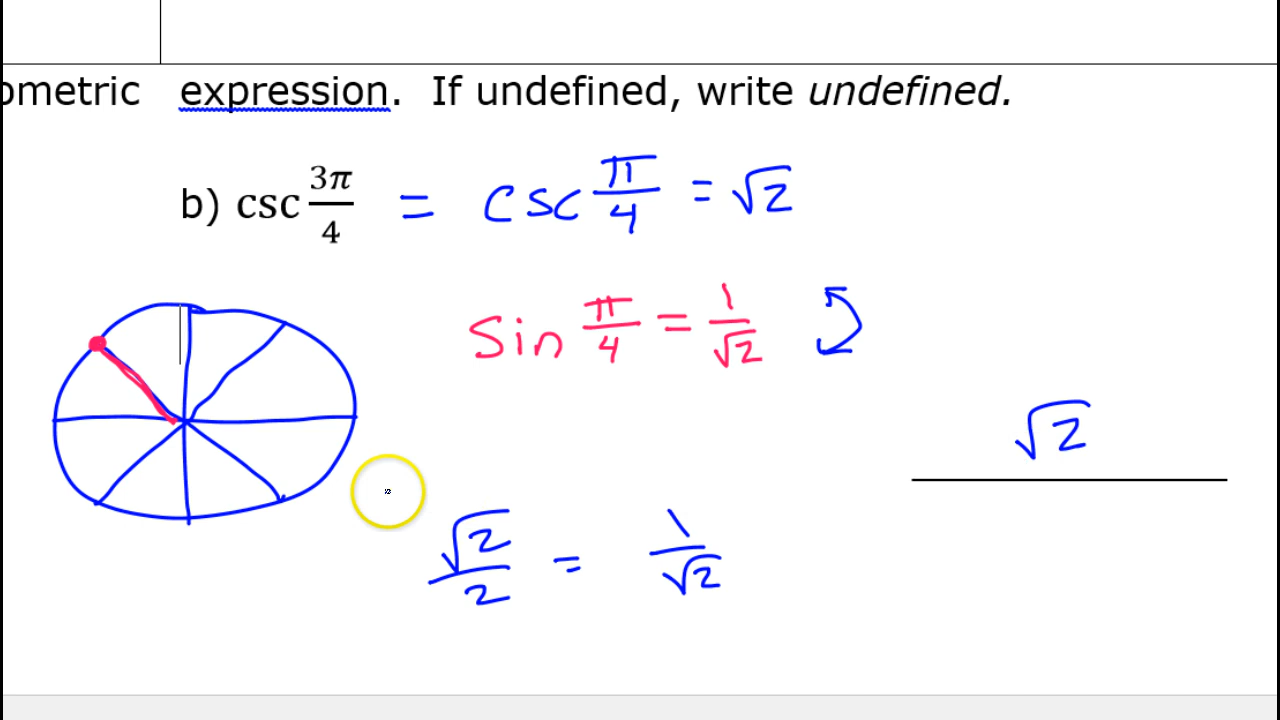 ometric expression. If undefined, write undefined.
b) csc 3π/4 = csc π/4 = √2
sin π/4 = 1/√2
√2
√2/2 = 1/√2